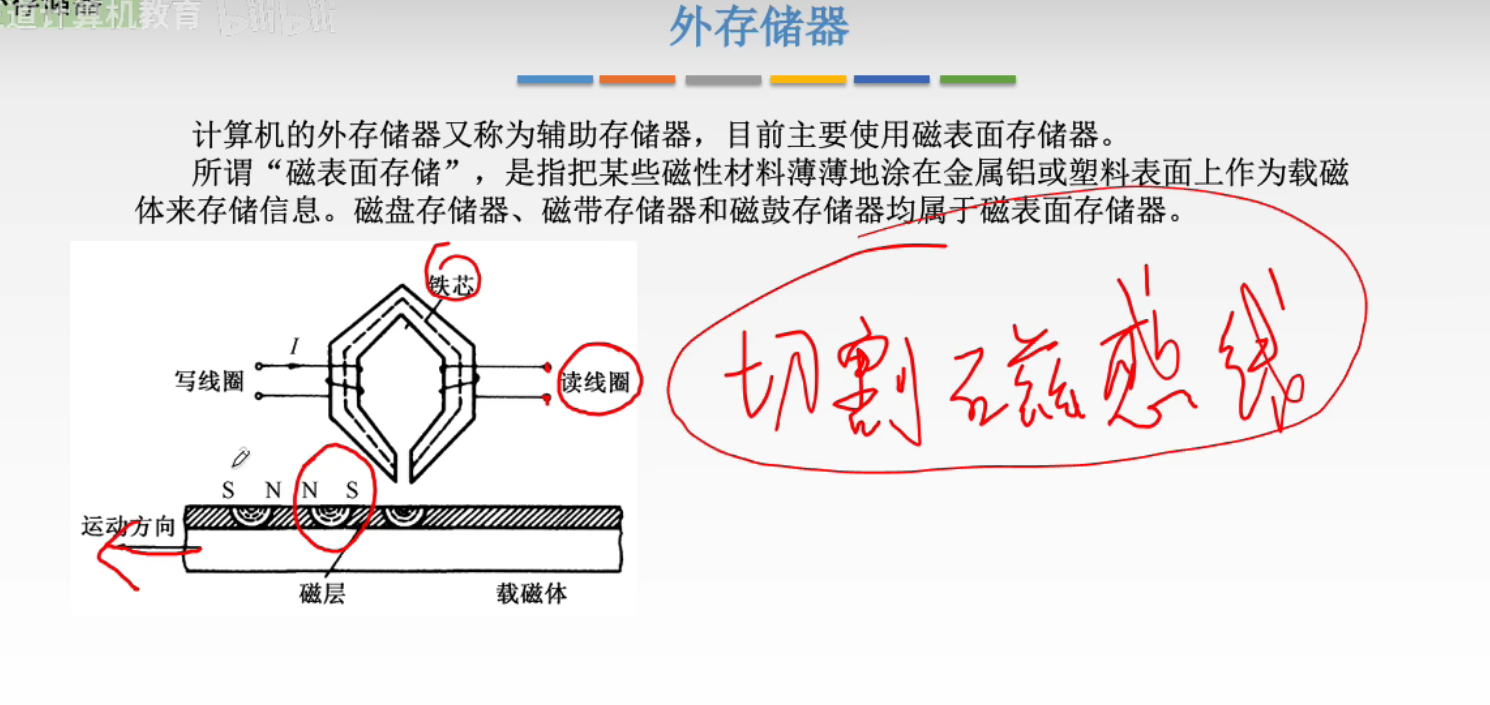 道计算机教育 bilibili
外存储器
计算机的外存储器又称为辅助存储器，目前主要使用磁表面存储器。
所谓“磁表面存储”，是指把某些磁性材料薄薄地涂在金属铝或塑料表面上作为载磁
体来存储信息。磁盘存储器、磁带存储器和磁鼓存储器均属于磁表面存储器。
铁芯
I
写线圈
读线圈
切割磁感线
S N N S
运动方向
磁层
载磁体